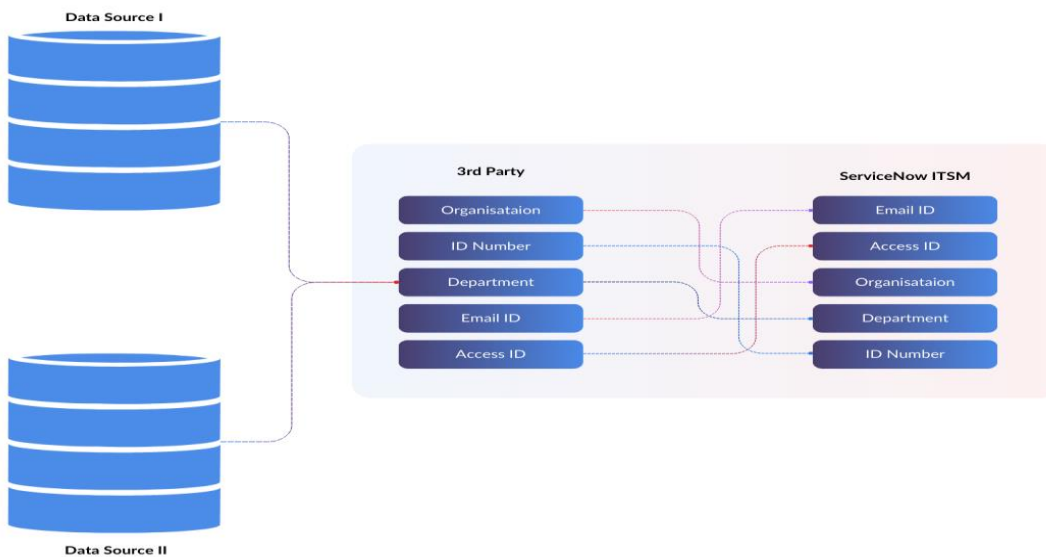 Data Source I
3rd Party
ServiceNow ITSM
Organisataion
Email ID
ID Number
Access ID
Department
Organisataion
Email ID
Department
Access ID
ID Number
Data Source II